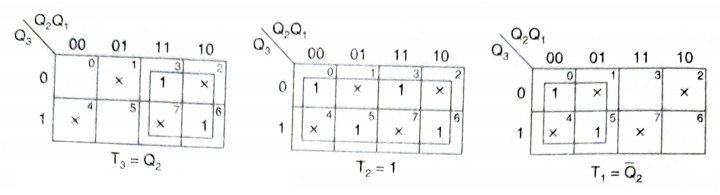 Q₂Q₁
Q₃ 00 01 11 10
0 0 1 × 3 1 2 ×
1 4 × 5 7 × 6 1
T₃ = Q₂
Q₂Q₁
Q₃ 00 01 11 10
0 0 1 1 × 3 1 2 ×
1 4 × 5 1 7 × 6 1
T₂ = 1
Q₂Q₁
Q₃ 00 01 11 10
0 0 1 1 × 3 2 ×
1 4 × 5 1 7 × 6
T₁ = Q̅₂